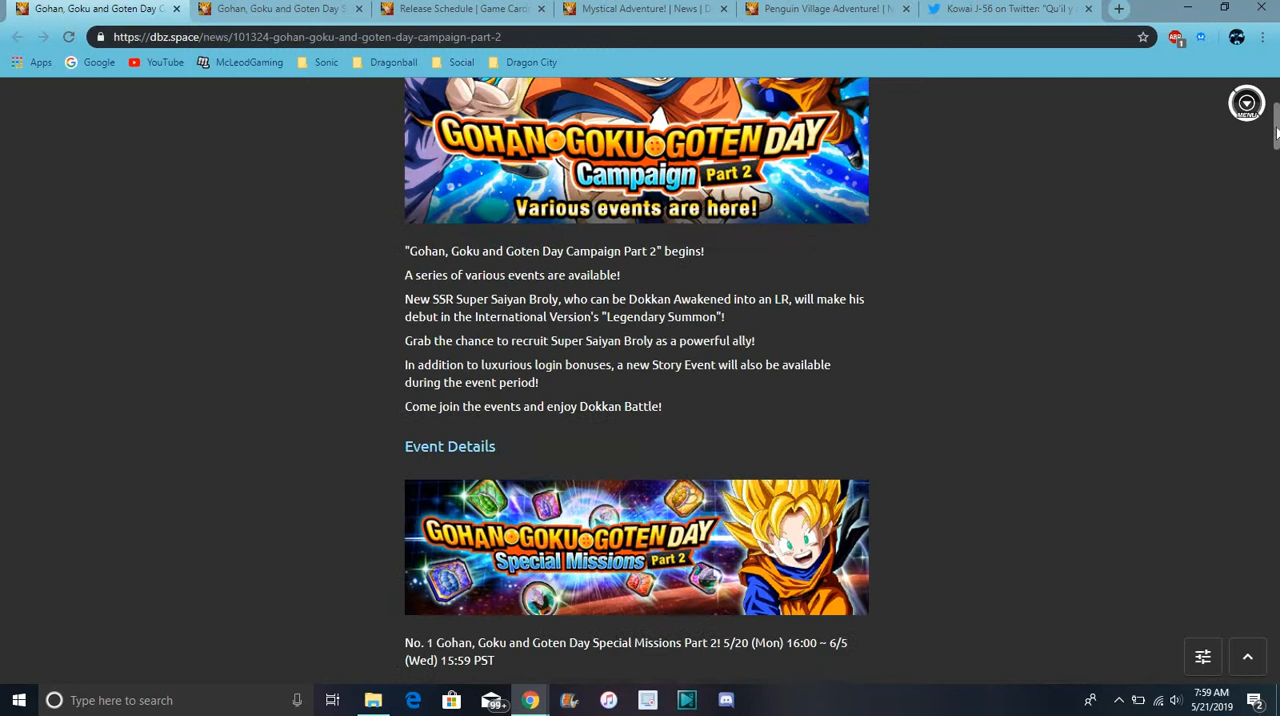 Gohan, Goku and Goten Day C
Gohan, Goku and Goten Day S
Release Schedule | Game Cards
Mystical Adventure! | News | D
Penguin Village Adventure! | N
Kowai J-56 on Twitter: "Qu'il y
https://dbz.space/news/101324-gohan-goku-and-goten-day-campaign-part-2
Apps
Google
YouTube
McLeodGaming
Sonic
Dragonball
Social
Dragon City
MENU
GOHAN GOKU GOTEN DAY
Campaign Part 2
Various events are here!
"Gohan, Goku and Goten Day Campaign Part 2" begins!
A series of various events are available!
New SSR Super Saiyan Broly, who can be Dokkan Awakened into an LR, will make his
debut in the International Version's "Legendary Summon"!
Grab the chance to recruit Super Saiyan Broly as a powerful ally!
In addition to luxurious login bonuses, a new Story Event will also be available
during the event period!
Come join the events and enjoy Dokkan Battle!
Event Details
GOHAN GOKU GOTEN DAY
Special Missions Part 2
No. 1 Gohan, Goku and Goten Day Special Missions Part 2! 5/20 (Mon) 16:00 ~ 6/5
(Wed) 15:59 PST
Type here to search
99+
7:59 AM
5/21/2019
2